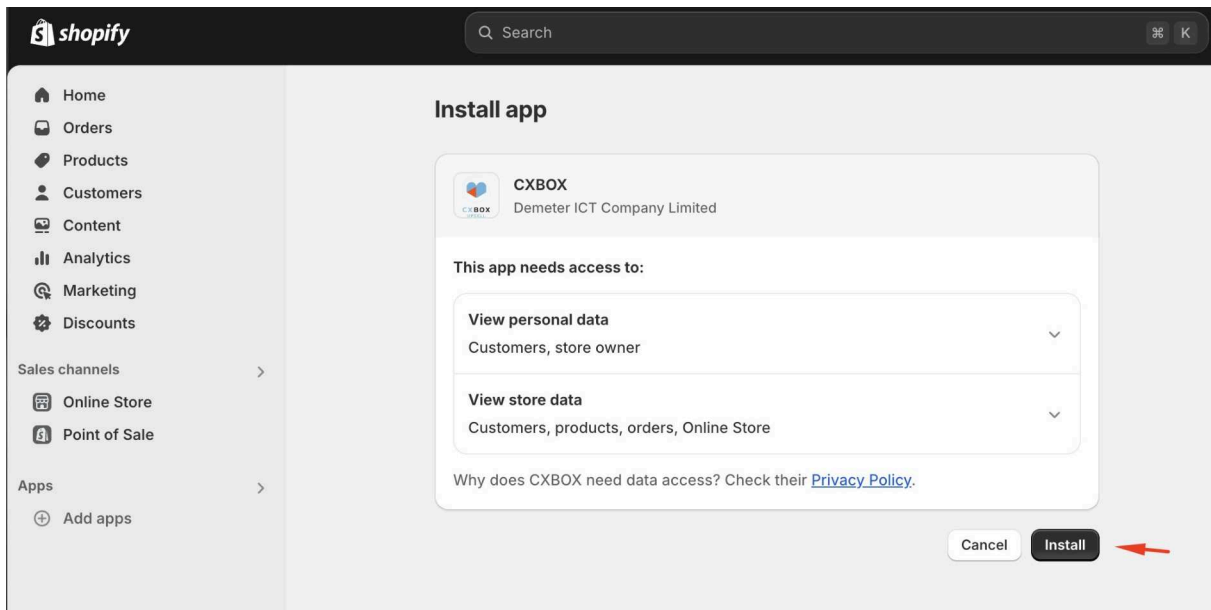 shopify
Search
⌘ K
Home
Orders
Products
Customers
Content
Analytics
Marketing
Discounts
Sales channels
Online Store
Point of Sale
Apps
Add apps
Install app
CXBOX
CXBOX
Demeter ICT Company Limited
This app needs access to:
View personal data
Customers, store owner
View store data
Customers, products, orders, Online Store
Why does CXBOX need data access? Check their Privacy Policy.
Cancel
Install